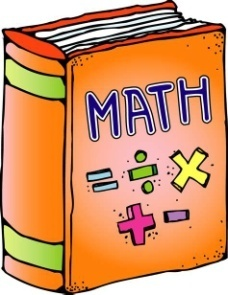 MATH
= ÷ ×
+ -